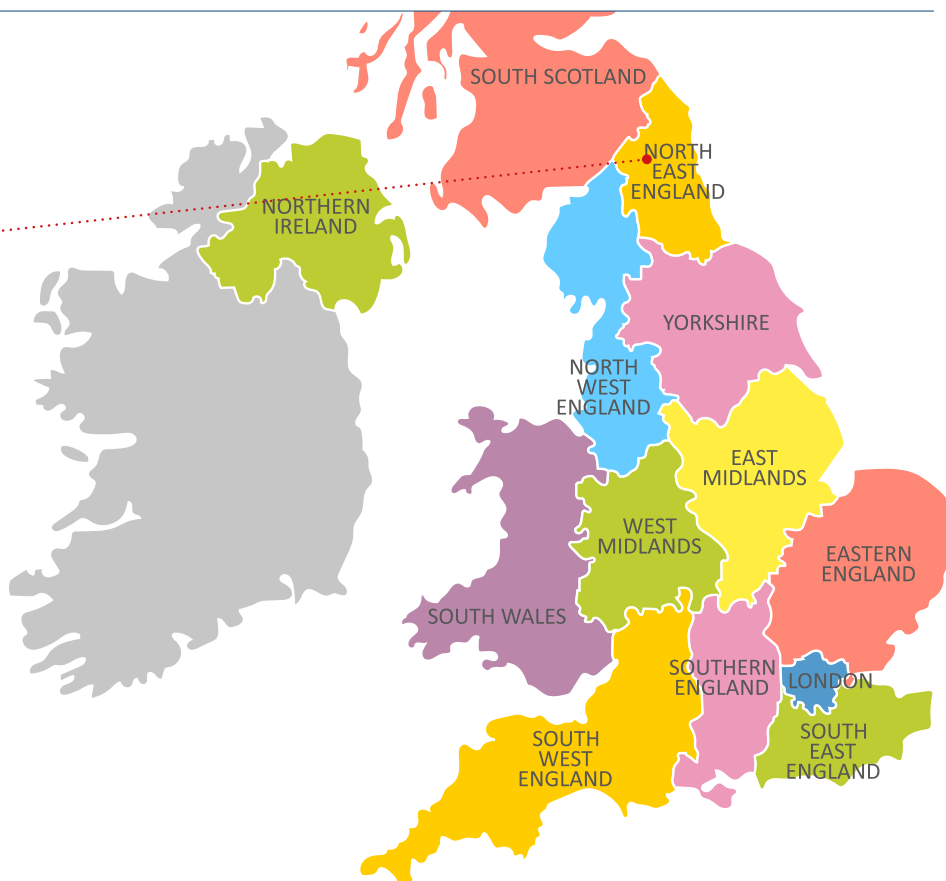 SOUTH SCOTLAND
NORTH
EAST
ENGLAND
NORTHERN
IRELAND
YORKSHIRE
NORTH
WEST
ENGLAND
EAST
MIDLANDS
WEST
MIDLANDS
EASTERN
ENGLAND
SOUTH WALES
SOUTHERN
ENGLAND
LONDON
SOUTH
WEST
ENGLAND
SOUTH
EAST
ENGLAND